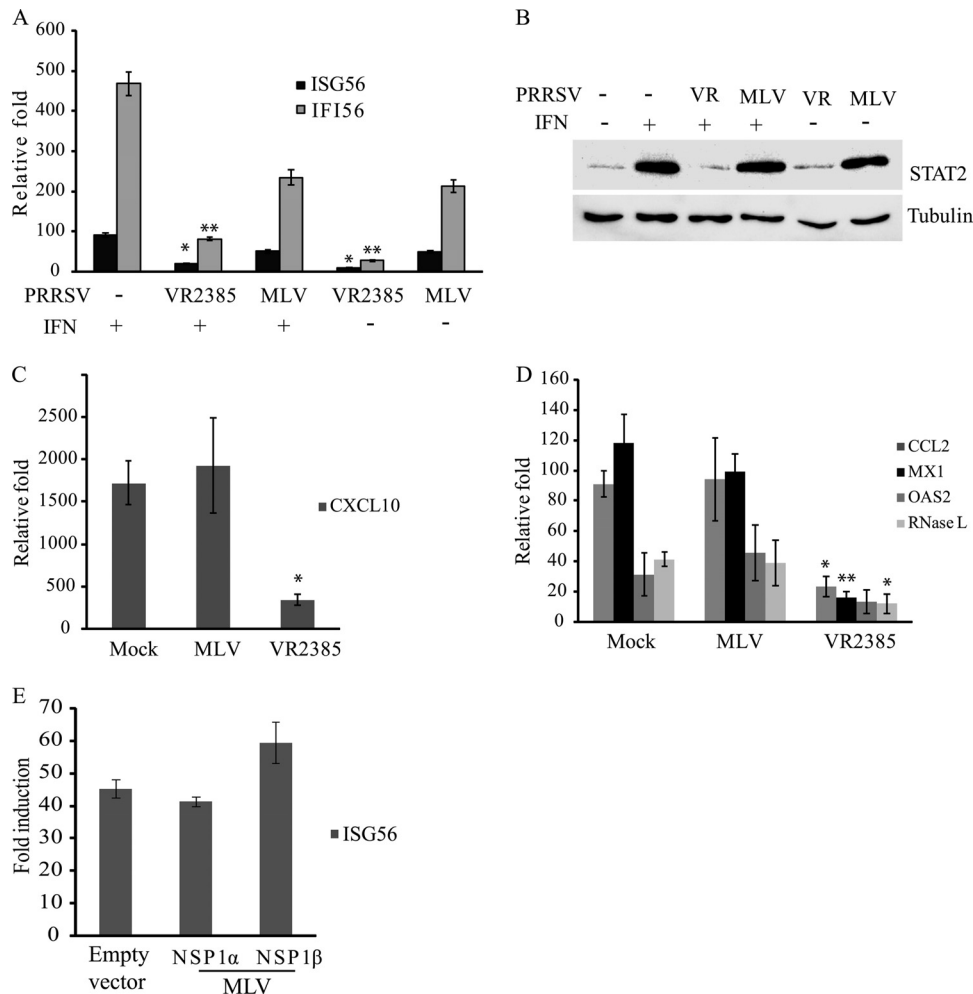 A
600
500
400
300
200
100
0
Relative fold
ISG56
IFI56
* ** * **
PRRSV - VR2385 MLV VR2385 MLV
IFN + + + - -
B
PRRSV - - VR MLV VR MLV
IFN - + + + - -
STAT2
Tubulin
C
2500
2000
1500
1000
500
0
Relative fold
CXCL10
*
Mock MLV VR2385
D
160
140
120
100
80
60
40
20
0
Relative fold
CCL2
MX1
OAS2
RNase L
* ** *
Mock MLV VR2385
E
70
60
50
40
30
20
10
0
Fold induction
ISG56
Empty vector
NSP1α NSP1β
MLV